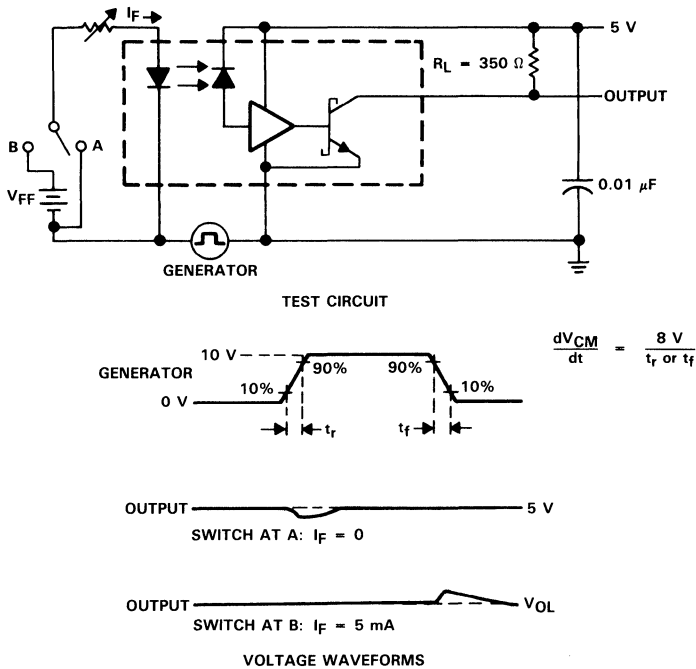 I_F
5 V
R_L = 350 Ω
OUTPUT
B
A
V_FF
0.01 μF
GENERATOR
TEST CIRCUIT
10 V
GENERATOR
10%
90%
90%
10%
0 V
t_r
t_f
dV_CM / dt = 8 V / t_r or t_f
OUTPUT
5 V
SWITCH AT A: I_F = 0
OUTPUT
V_OL
SWITCH AT B: I_F = 5 mA
VOLTAGE WAVEFORMS